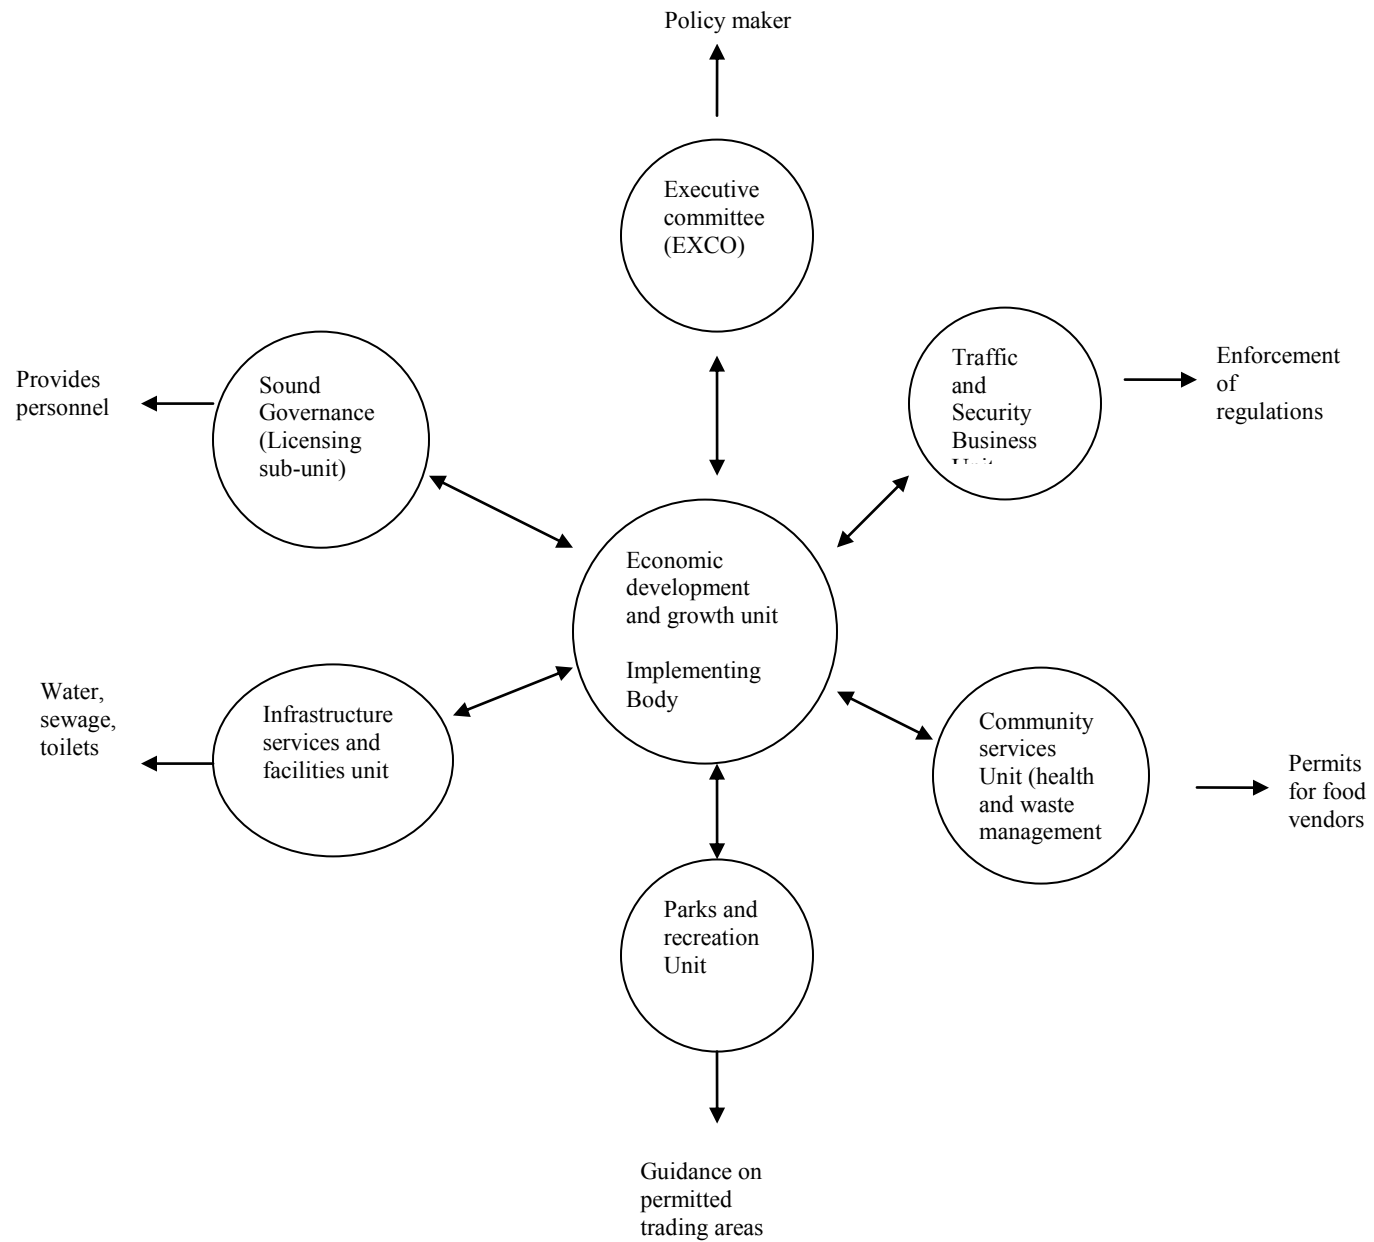 Policy maker
Executive
committee
(EXCO)
Traffic
and
Security
Business
Enforcement
of
regulations
Provides
personnel
Sound
Governance
(Licensing
sub-unit)
Economic
development
and growth unit
Implementing
Body
Water,
sewage,
toilets
Infrastructure
services and
facilities unit
Community
services
Unit (health
and waste
management
Permits
for food
vendors
Parks and
recreation
Unit
Guidance on
permitted
trading areas